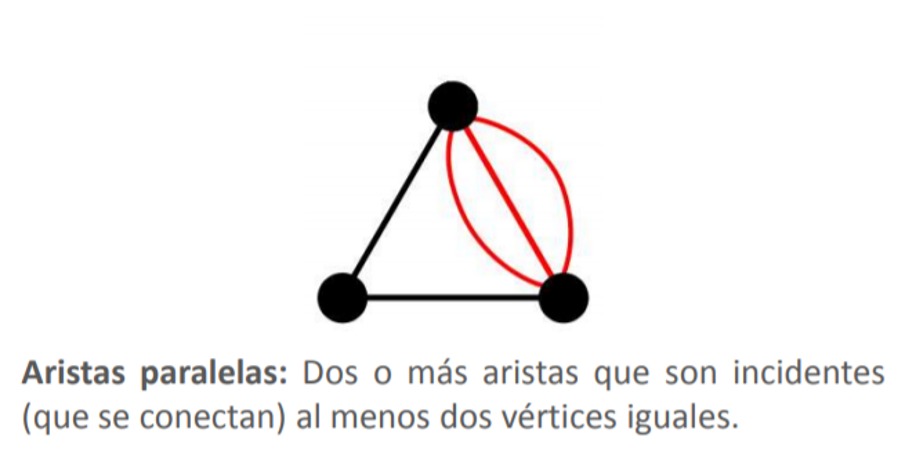 Aristas paralelas: Dos o más aristas que son incidentes
(que se conectan) al menos dos vértices iguales.